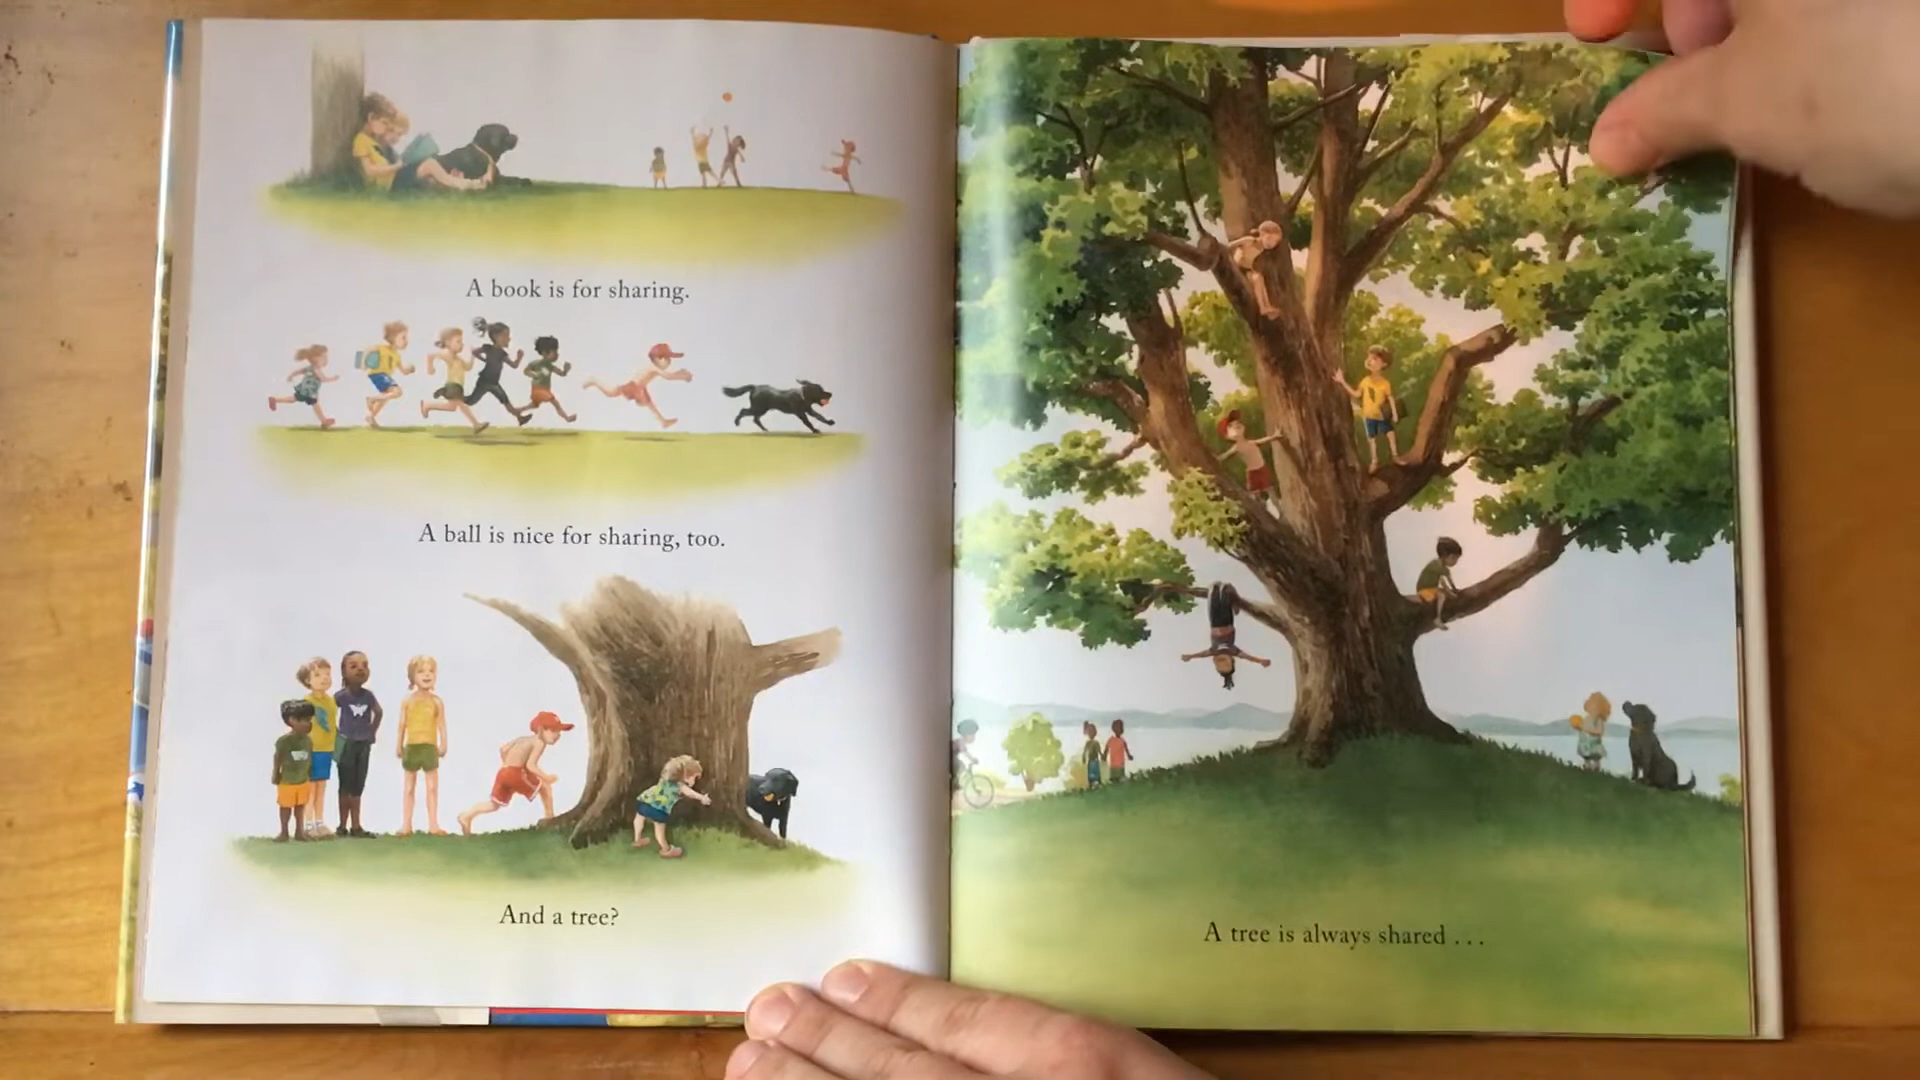 A book is for sharing.
A ball is nice for sharing, too.
And a tree?
A tree is always shared . . .